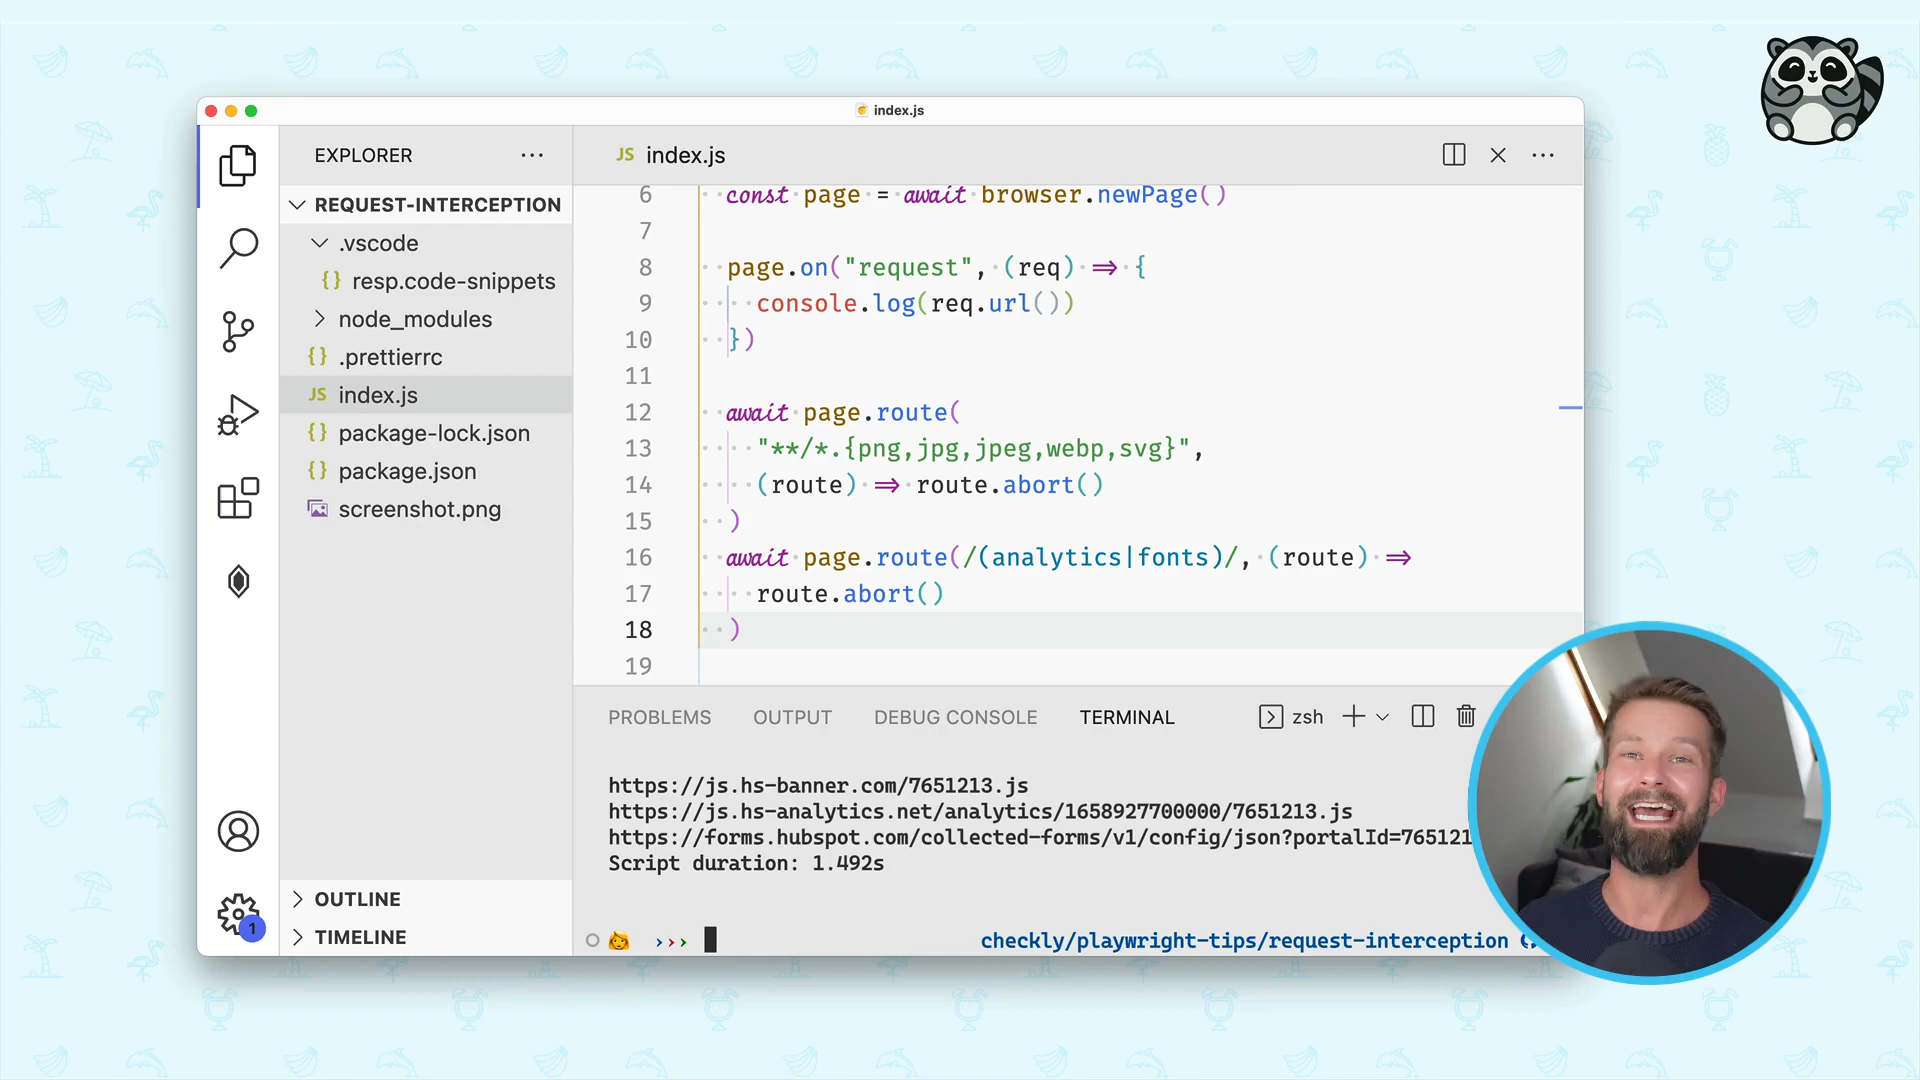 index.js
EXPLORER
REQUEST-INTERCEPTION
.vscode
{} resp.code-snippets
node_modules
{} .prettierrc
JS index.js
{} package-lock.json
{} package.json
screenshot.png
OUTLINE
TIMELINE
1
JS index.js
6 const page = await browser.newPage()
7
8 page.on("request", (req) => {
9 console.log(req.url())
10 })
11
12 await page.route(
13 "**/*.{png,jpg,jpeg,webp,svg}",
14 (route) => route.abort()
15 )
16 await page.route(/(analytics|fonts)/, (route) =>
17 route.abort()
18 )
19
PROBLEMS OUTPUT DEBUG CONSOLE TERMINAL zsh
https://js.hs-banner.com/7651213.js
https://js.hs-analytics.net/analytics/1658927700000/7651213.js
https://forms.hubspot.com/collected-forms/v1/config/json?portalId=765121
Script duration: 1.492s
››› checkly/playwright-tips/request-interception